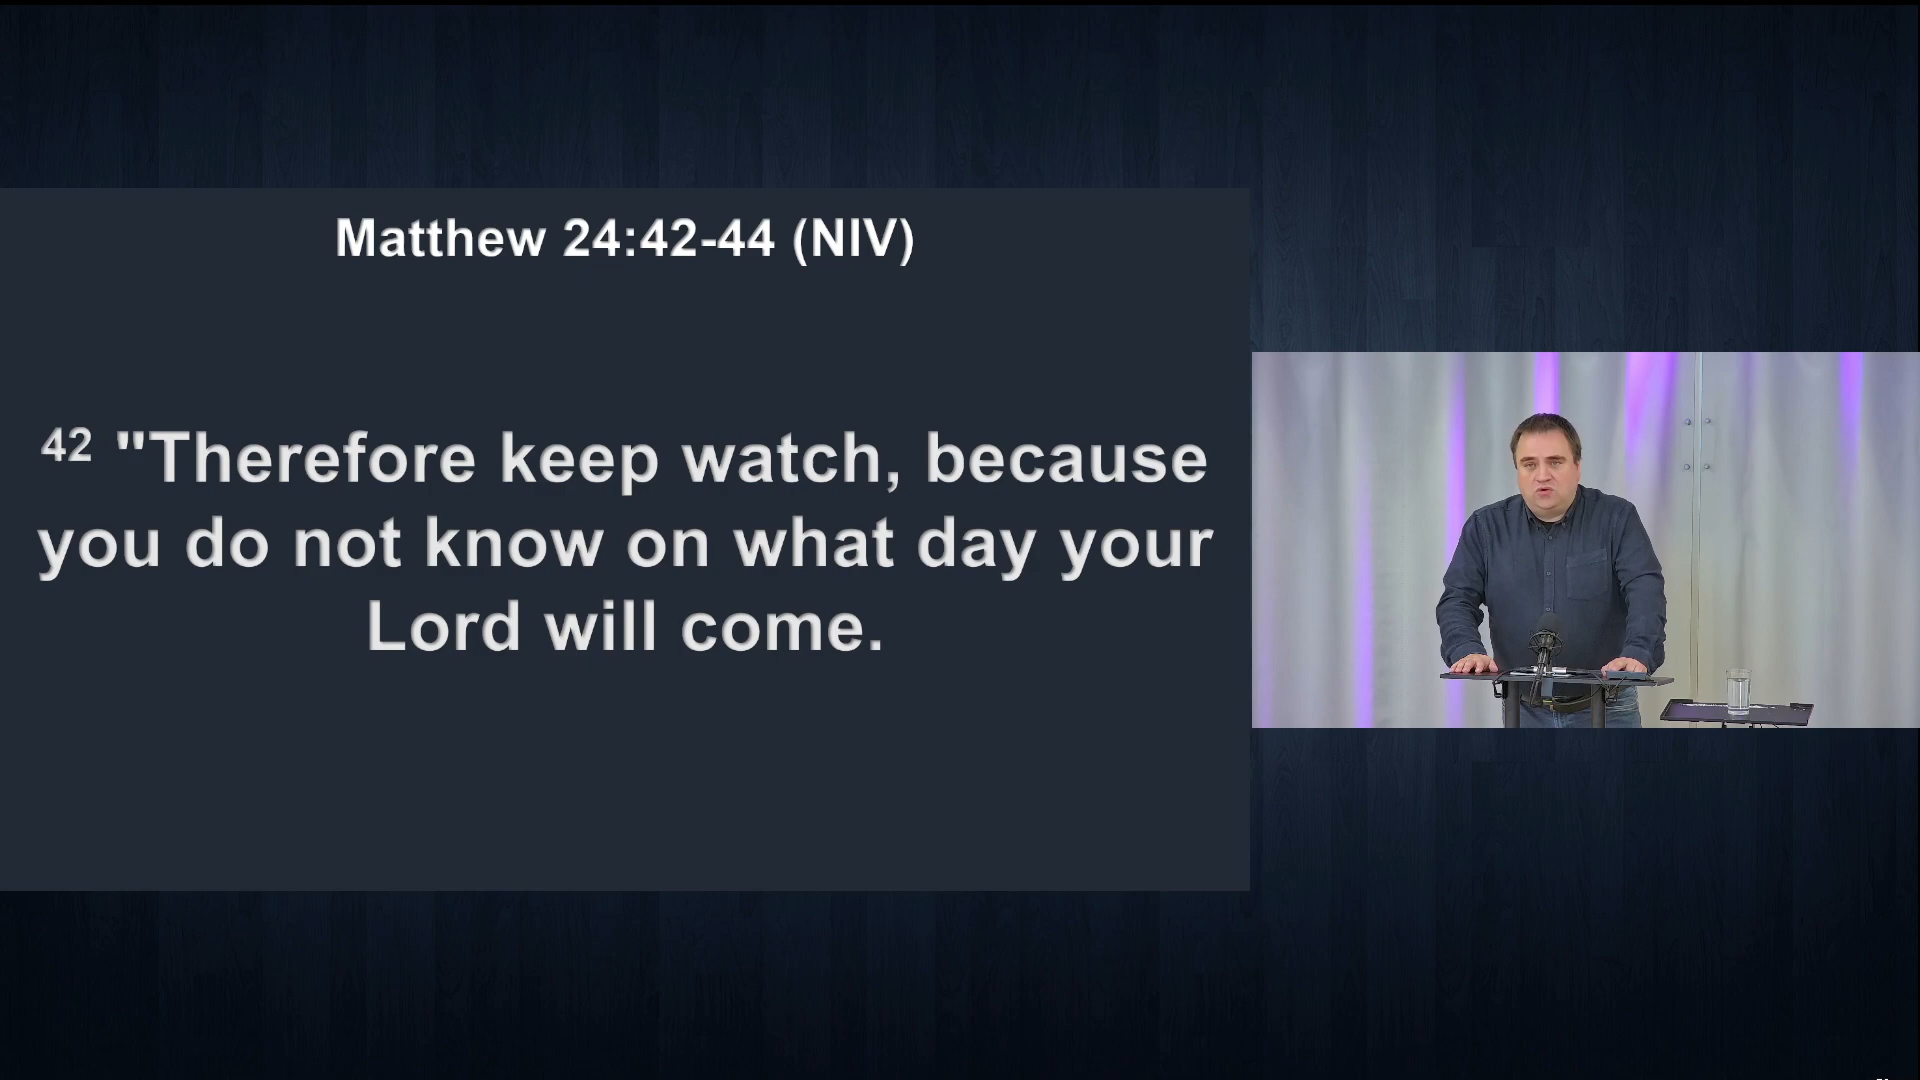 Matthew 24:42-44 (NIV)
42 "Therefore keep watch, because
you do not know on what day your
Lord will come.